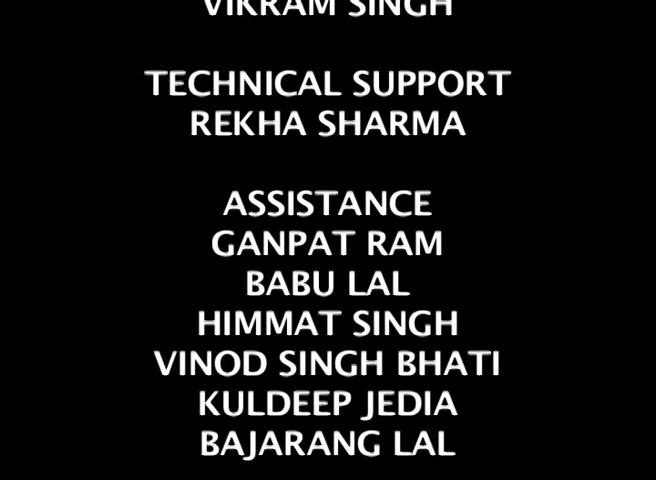 VIKRAM SINGH
TECHNICAL SUPPORT
REKHA SHARMA
ASSISTANCE
GANPAT RAM
BABU LAL
HIMMAT SINGH
VINOD SINGH BHATI
KULDEEP JEDIA
BAJARANG LAL